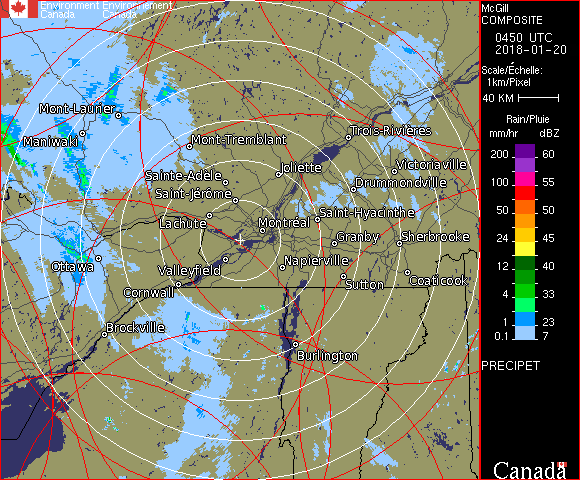 Environment Environnement
Canada Canada
McGill
COMPOSITE
0450 UTC
2018-01-20
Scale/Échelle:
1km/Pixel
40 KM
Rain/Pluie
mm/hr dBZ
200 60
150 57
100 55
50 50
24 45
12 40
4 33
1 23
0.1 7
PRECIPET
Canada
Mont-Laurier
Maniwaki
Mont-Tremblant
Trois-Rivières
Sainte-Adèle
Joliette
Victoriaville
Saint-Jérôme
Drummondville
Lachute
Montréal
Saint-Hyacinthe
Granby
Sherbrooke
Ottawa
Valleyfield
Napierville
Cornwall
Sutton
Coaticook
Brockville
Burlington